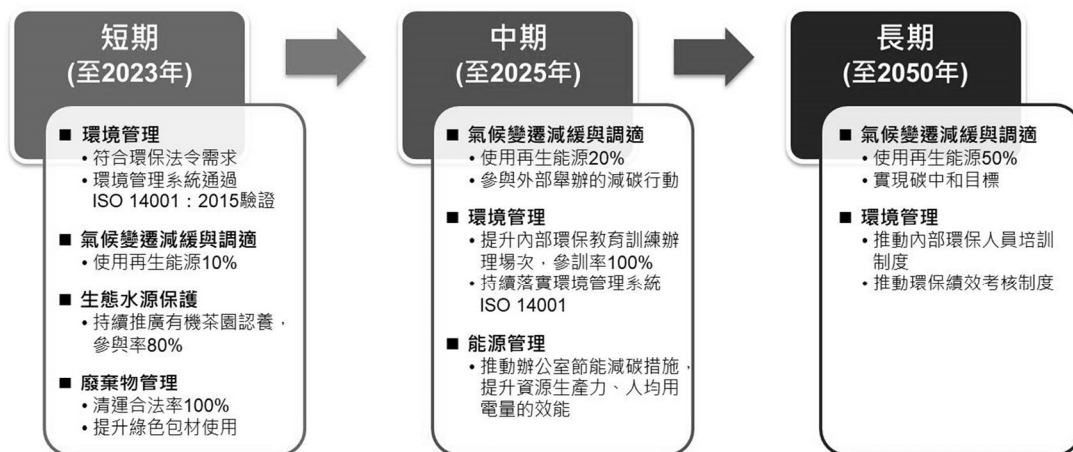 短期
(至2023年)
■ 環境管理
• 符合環保法令需求
• 環境管理系統通過
ISO 14001：2015驗證
■ 氣候變遷減緩與調適
• 使用再生能源10%
■ 生態水源保護
• 持續推廣有機茶園認養，
參與率80%
■ 廢棄物管理
• 清運合法率100%
• 提升綠色包材使用
中期
(至2025年)
■ 氣候變遷減緩與調適
• 使用再生能源20%
• 參與外部舉辦的減碳行動
■ 環境管理
• 提升內部環保教育訓練辦
理場次，參訓率100%
• 持續落實環境管理系統
ISO 14001
■ 能源管理
• 推動辦公室節能減碳措施，
提升資源生產力、人均用
電量的效能
長期
(至2050年)
■ 氣候變遷減緩與調適
• 使用再生能源50%
• 實現碳中和目標
■ 環境管理
• 推動內部環保人員培訓
制度
• 推動環保績效考核制度